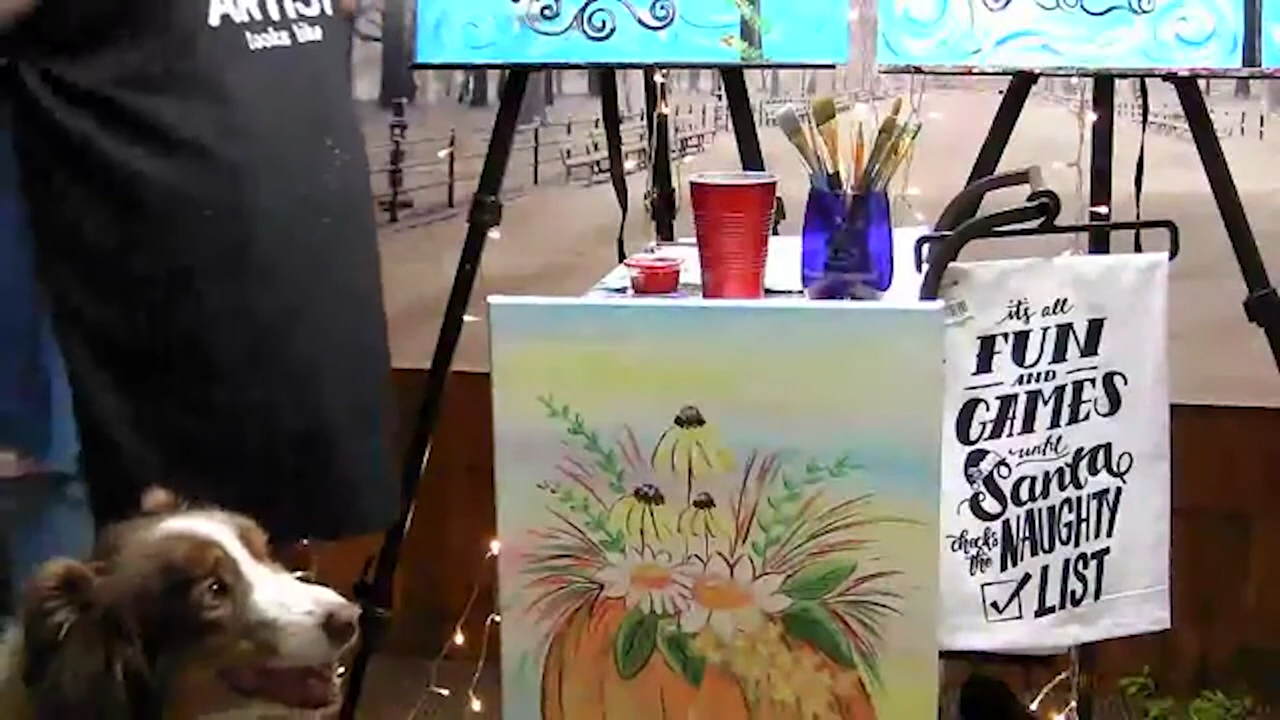 ARTIST
looks like
it's all
FUN
AND
GAMES
until
Santa
checks
the NAUGHTY
LIST